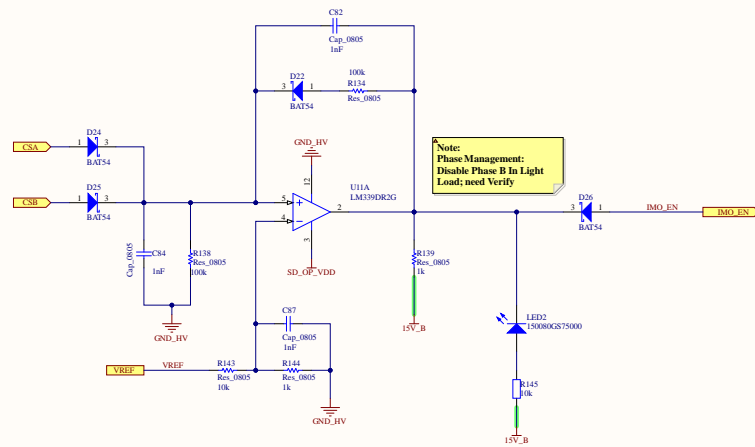 C82
Cap_0805
1nF
D22
3
1
BAT54
100k
R134
Res_0805
GND_HV
Note:
Phase Management:
Disable Phase B In Light
Load; need Verify
CSA
1
D24
3
BAT54
CSB
1
D25
3
BAT54
12
U11A
LM339DR2G
5
4
2
3
SD_OP_VDD
D26
3
1
BAT54
IMO_EN
IMO_EN
Cap_0805
C84
1nF
R138
Res_0805
100k
GND_HV
R139
Res_0805
1k
15V_B
C87
Cap_0805
1nF
LED2
150080GS75000
VREF
VREF
R143
Res_0805
10k
R144
Res_0805
1k
GND_HV
R145
10k
15V_B